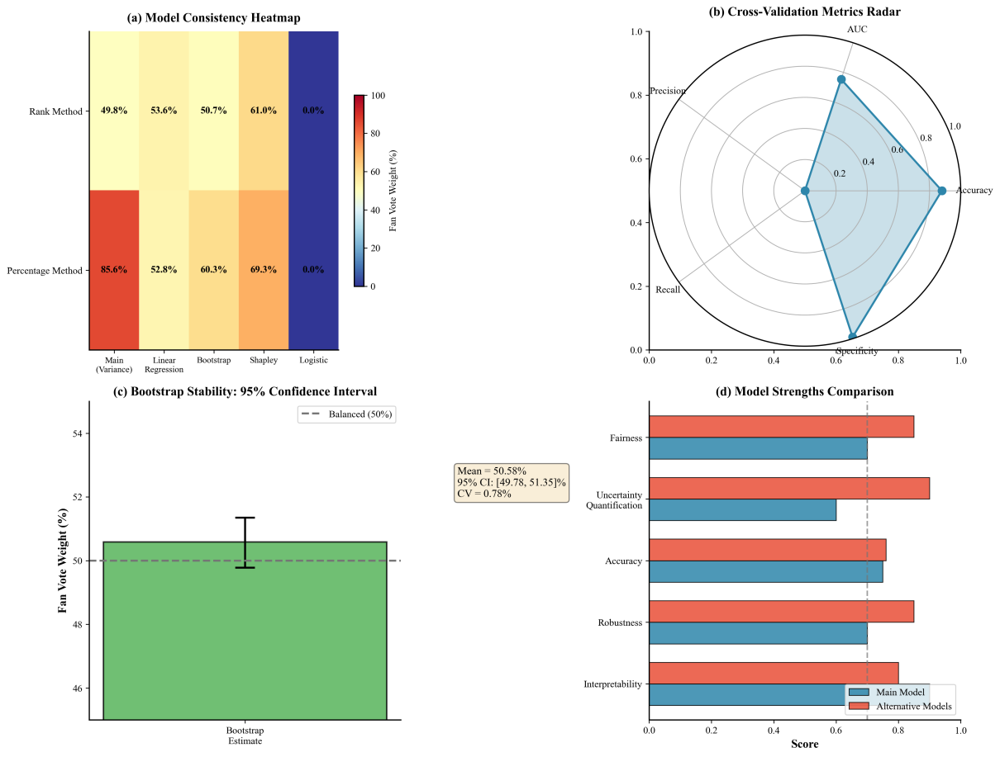 (a) Model Consistency Heatmap
Rank Method
Percentage Method
49.8%
53.6%
50.7%
61.0%
0.0%
85.6%
52.8%
60.3%
69.3%
0.0%
Main
(Variance)
Linear
Regression
Bootstrap
Shapley
Logistic
100
80
60
40
20
0
Fan Vote Weight (%)
(b) Cross-Validation Metrics Radar
1.0
0.8
0.6
0.4
0.2
0.0
0.0
0.2
0.4
0.6
0.8
1.0
AUC
Precision
Recall
Specificity
Accuracy
0.2
0.4
0.6
0.8
1.0
(c) Bootstrap Stability: 95% Confidence Interval
Balanced (50%)
Fan Vote Weight (%)
54
52
50
48
46
Bootstrap
Estimate
Mean = 50.58%
95% CI: [49.78, 51.35]%
CV = 0.78%
(d) Model Strengths Comparison
Fairness
Uncertainty
Quantification
Accuracy
Robustness
Interpretability
Main Model
Alternative Models
0.0
0.2
0.4
0.6
0.8
1.0
Score